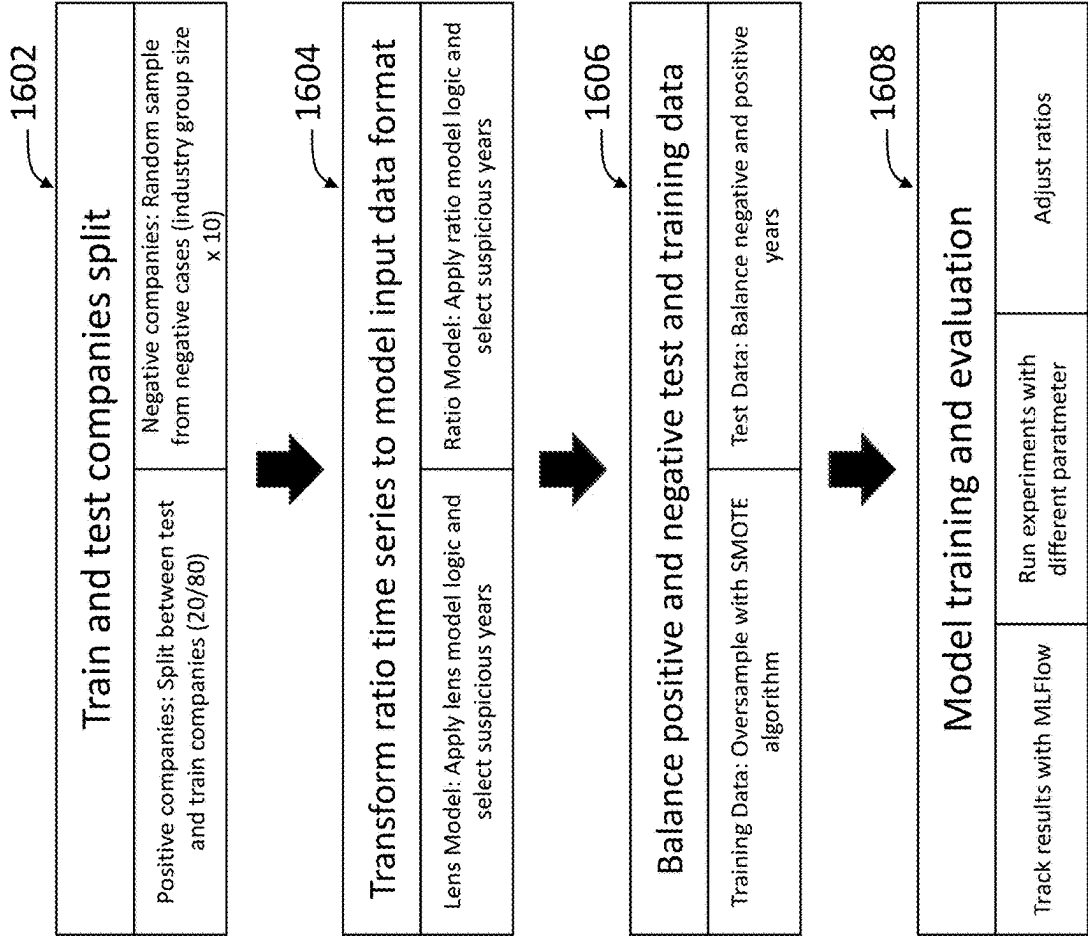 1602
Train and test companies split
Positive companies: Split between test
and train companies (20/80)
Negative companies: Random sample
from negative cases (industry group size
x 10)
1604
Transform ratio time series to model input data format
Lens Model: Apply lens model logic and
select suspicious years
Ratio Model: Apply ratio model logic and
select suspicious years
1606
Balance positive and negative test and training data
Training Data: Oversample with SMOTE
algorithm
Test Data: Balance negative and positive
years
1608
Model training and evaluation
Track results with MLFlow
Run experiments with
different paratmeter
Adjust ratios